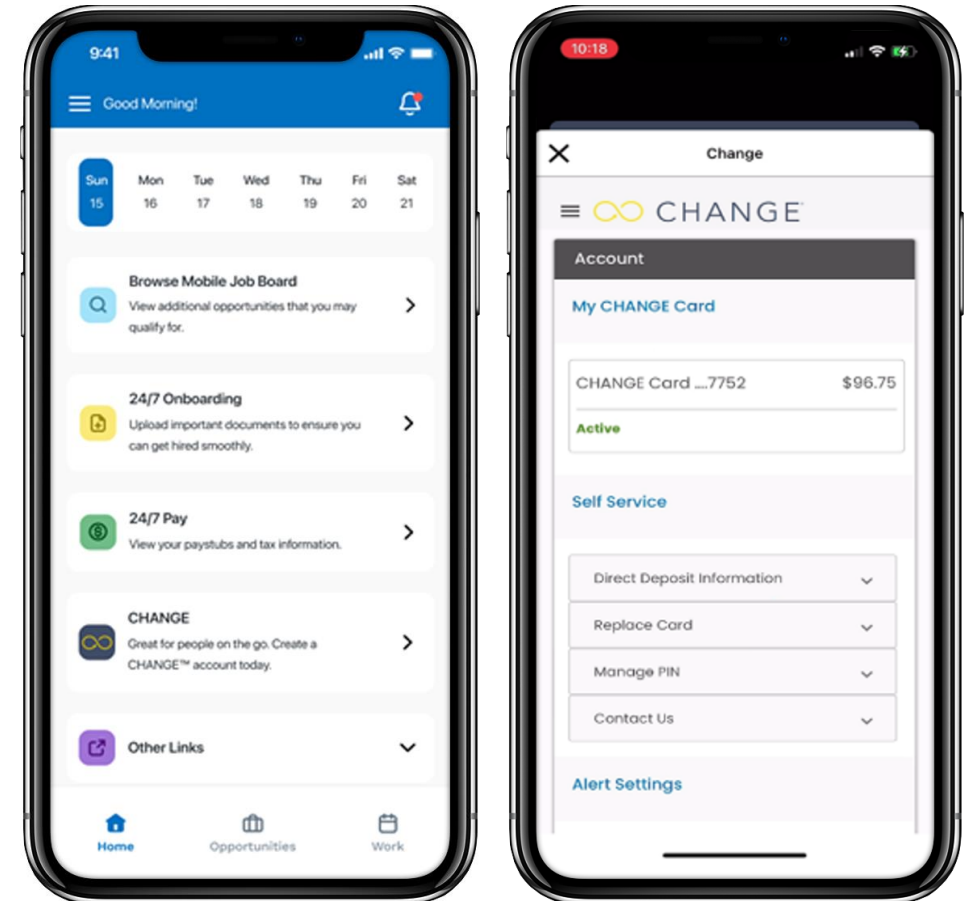 9:41
Good Morning!
Sun Mon Tue Wed Thu Fri Sat
15 16 17 18 19 20 21
Browse Mobile Job Board
View additional opportunities that you may
qualify for.
24/7 Onboarding
Upload important documents to ensure you
can get hired smoothly.
24/7 Pay
View your paystubs and tax information.
CHANGE
Great for people on the go. Create a
CHANGE™ account today.
Other Links
Home Opportunities Work
10:18
Change
CHANGE
Account
My CHANGE Card
CHANGE Card ....7752 $96.75
Active
Self Service
Direct Deposit Information
Replace Card
Manage PIN
Contact Us
Alert Settings